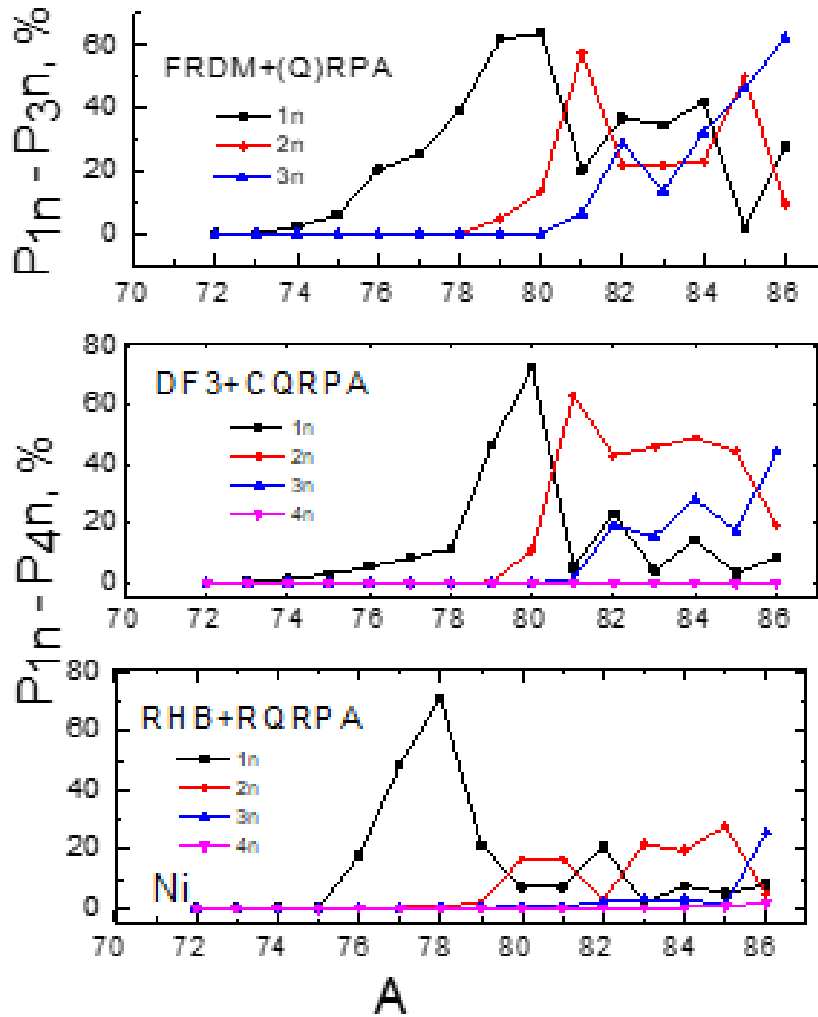 P1n - P3n, %
60
40
20
0
FRDM+(Q)RPA
1n
2n
3n
70 72 74 76 78 80 82 84 86
P1n - P4n, %
80
60
40
20
0
DF3+CQRPA
1n
2n
3n
4n
70 72 74 76 78 80 82 84 86
80
60
40
20
0
RHB+RQRPA
1n
2n
3n
4n
Ni
70 72 74 76 78 80 82 84 86
A